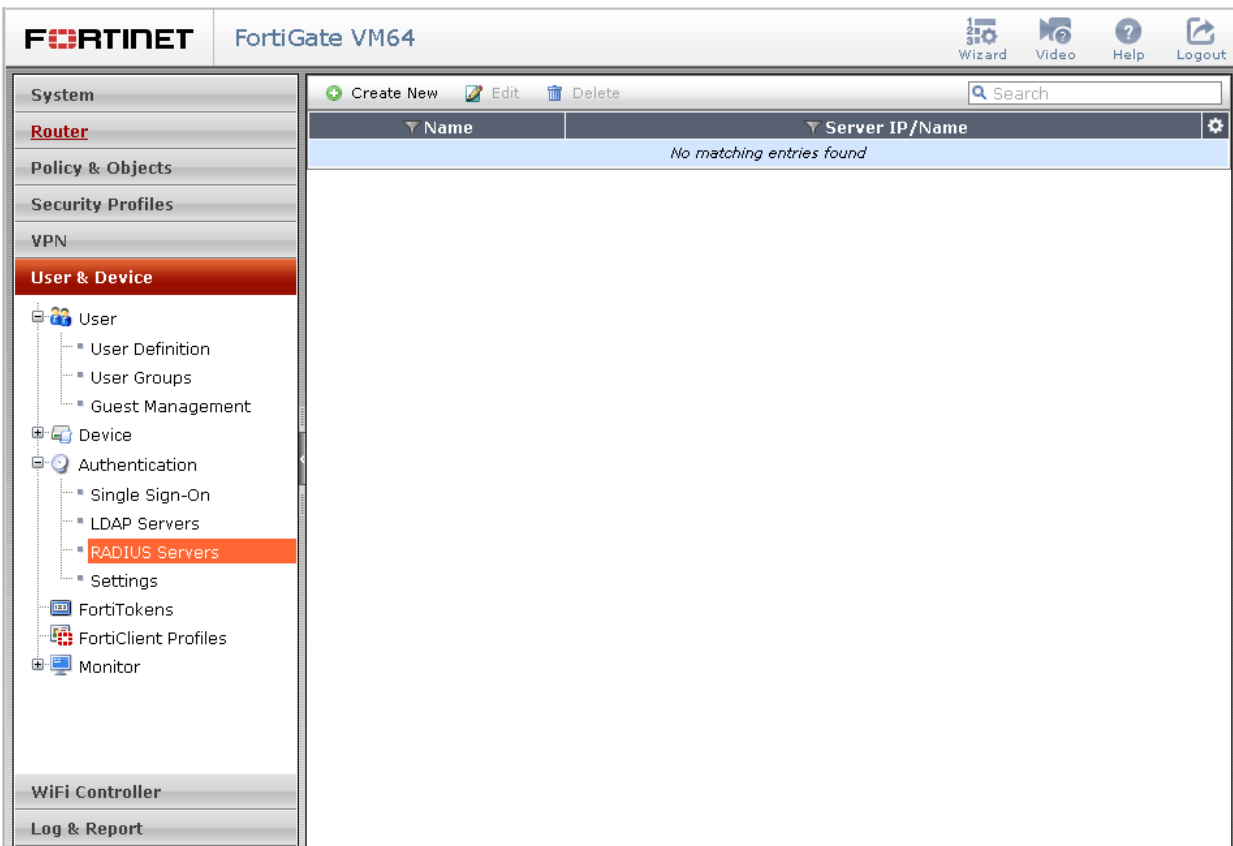 FORTINET FortiGate VM64
Wizard Video Help Logout
System
Router
Policy & Objects
Security Profiles
VPN
User & Device
User
User Definition
User Groups
Guest Management
Device
Authentication
Single Sign-On
LDAP Servers
RADIUS Servers
Settings
FortiTokens
FortiClient Profiles
Monitor
WiFi Controller
Log & Report
Create New Edit Delete Search
Name Server IP/Name
No matching entries found